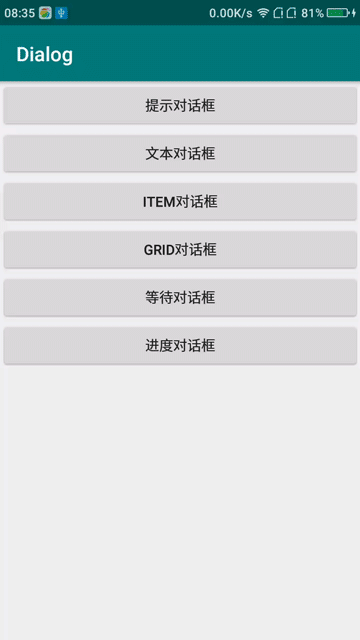 08:35 0.00K/s 81%
Dialog
提示对话框
文本对话框
ITEM对话框
GRID对话框
等待对话框
进度对话框